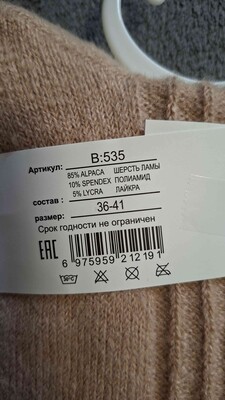 Артикул: B:535
85% ALPACA ШЕРСТЬ ЛАМЫ
10% SPENDEX ПОЛИАМИД
состав : 5% LYCRA ЛАЙКРА
размер: 36-41
Срок годности не ограничен
EAC
6 975959 212191
30°